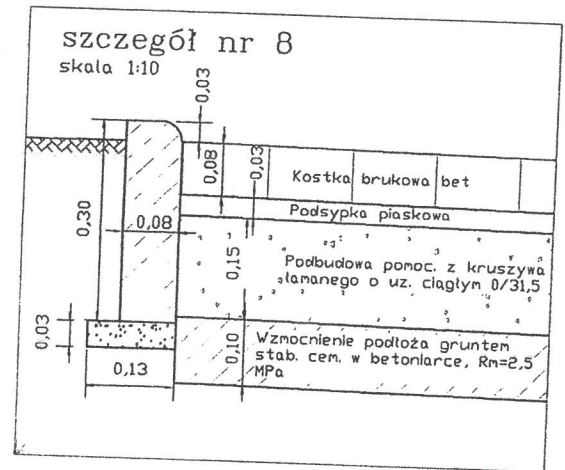 szczegół nr 8
skala 1:10
0,03
0,08
0,03
Kostka brukowa bet
Podsypka piaskowa
0,30
0,08
0,15
Podbudowa pomoc. z kruszywa
łamanego o uz. ciągłym 0/31,5
0,03
0,13
0,10
Wzmocnienie podłoża gruntem
stab. cem. w betoniarce, Rm=2,5
MPa